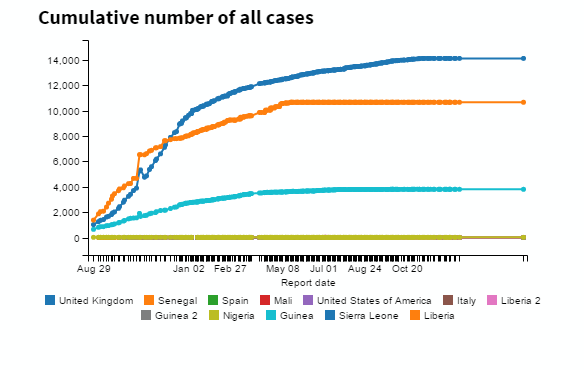 Cumulative number of all cases
14,000
12,000
10,000
8,000
6,000
4,000
2,000
0
Aug 29 Jan 02 Feb 27 May 08 Jul 01 Aug 24 Oct 20
Report date
United Kingdom Senegal Spain Mali United States of America Italy Liberia 2
Guinea 2 Nigeria Guinea Sierra Leone Liberia